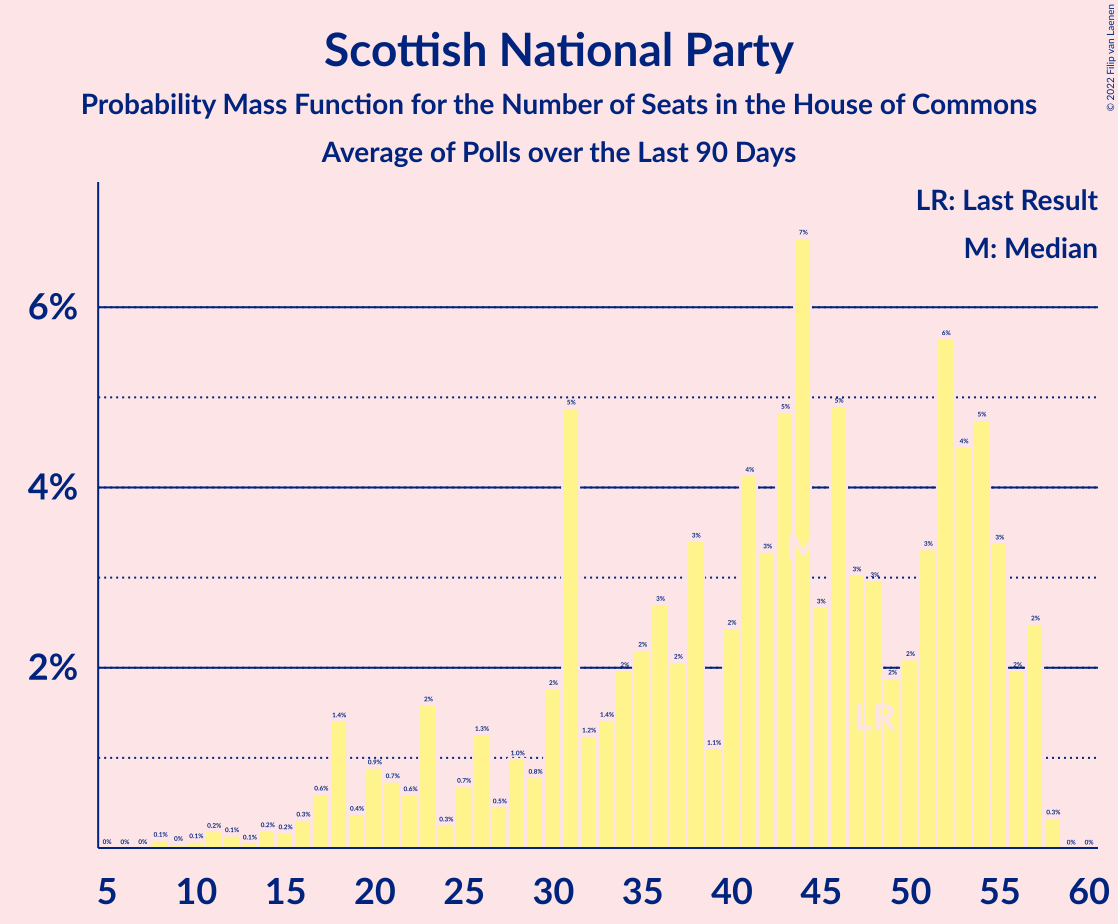 © 2022 Filip van Laenen
Scottish National Party
Probability Mass Function for the Number of Seats in the House of Commons
Average of Polls over the Last 90 Days
LR: Last Result
M: Median
6%
4%
2%
0% 0% 0% 0.1% 0% 0.1% 0.2% 0.1% 0.1% 0.2% 0.2% 0.3% 0.6% 1.4% 0.4% 0.9% 0.7% 0.6% 2% 0.3% 0.7% 1.3% 0.5% 1.0% 0.8% 2% 5% 1.2% 1.4% 2% 2% 3% 2% 3% 1.1% 2% 4% 3% 5% 7% 3% 5% 3% 3% 2% 2% 3% 6% 4% 5% 3% 2% 2% 0.3% 0% 0%
M
LR
5 10 15 20 25 30 35 40 45 50 55 60